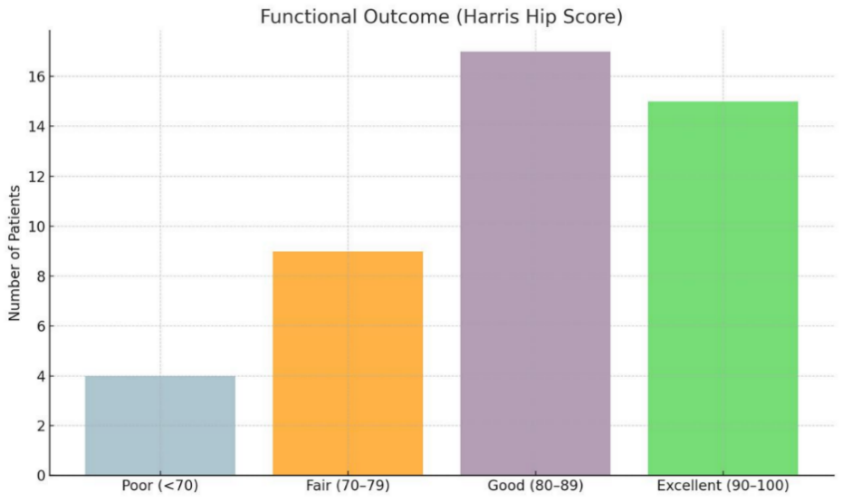 Functional Outcome (Harris Hip Score)
Number of Patients
16
14
12
10
8
6
4
2
0
Poor (<70)
Fair (70–79)
Good (80–89)
Excellent (90–100)